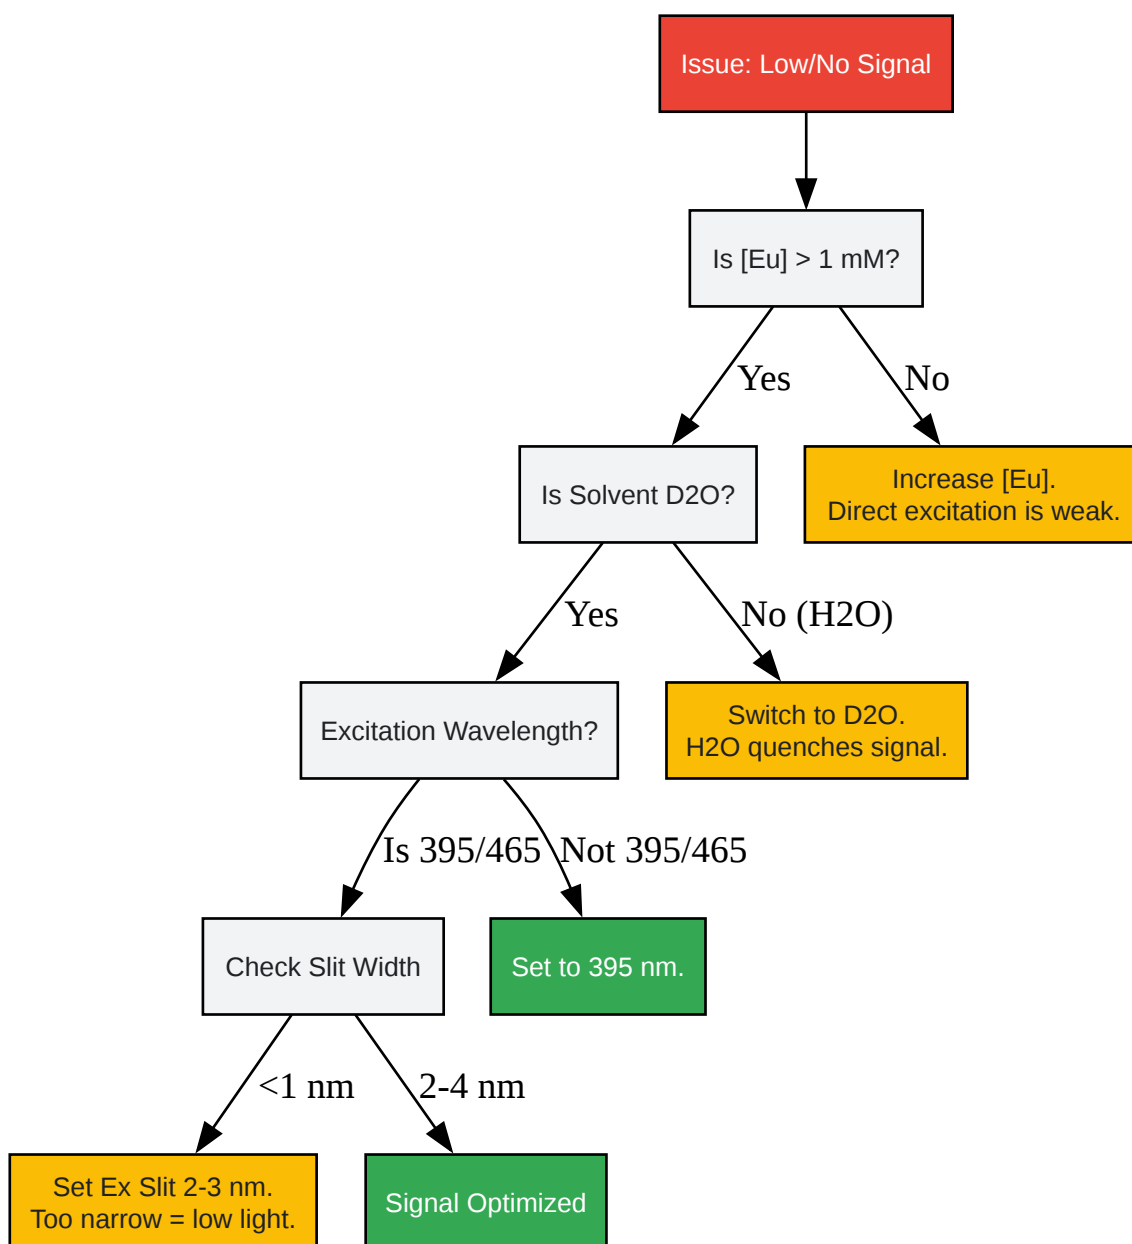 Issue: Low/No Signal
Is [Eu] > 1 mM?
Yes
No
Is Solvent D2O?
Increase [Eu].
Direct excitation is weak.
Yes
No (H2O)
Excitation Wavelength?
Switch to D2O.
H2O quenches signal.
Is 395/465
Not 395/465
Check Slit Width
Set to 395 nm.
<1 nm
2-4 nm
Set Ex Slit 2-3 nm.
Too narrow = low light.
Signal Optimized